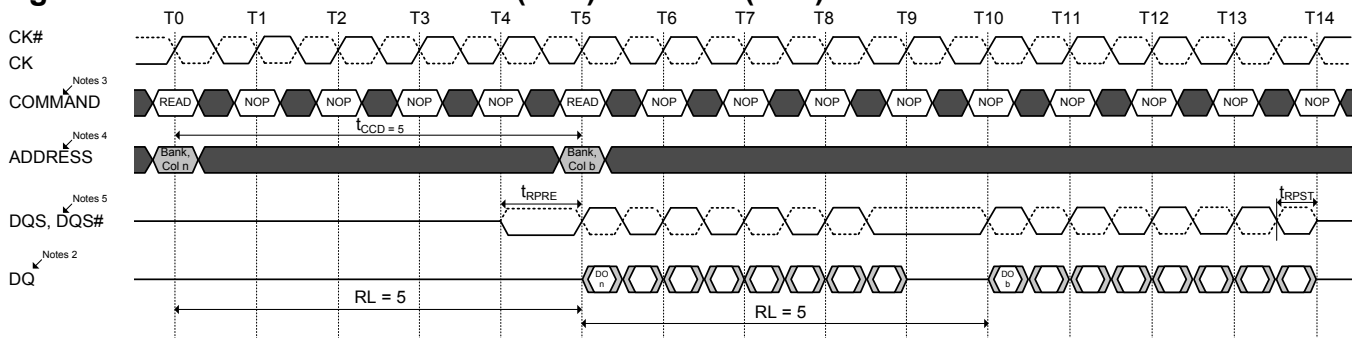 T0 T1 T2 T3 T4 T5 T6 T7 T8 T9 T10 T11 T12 T13 T14
CK#
CK
Notes 3
COMMAND READ NOP NOP NOP NOP READ NOP NOP NOP NOP NOP NOP NOP NOP NOP
tCCD = 5
Notes 4
ADDRESS Bank, Col n Bank, Col b
tRPRE tRPST
Notes 5
DQS, DQS#
Notes 2
DQ DO n DO b
RL = 5 RL = 5